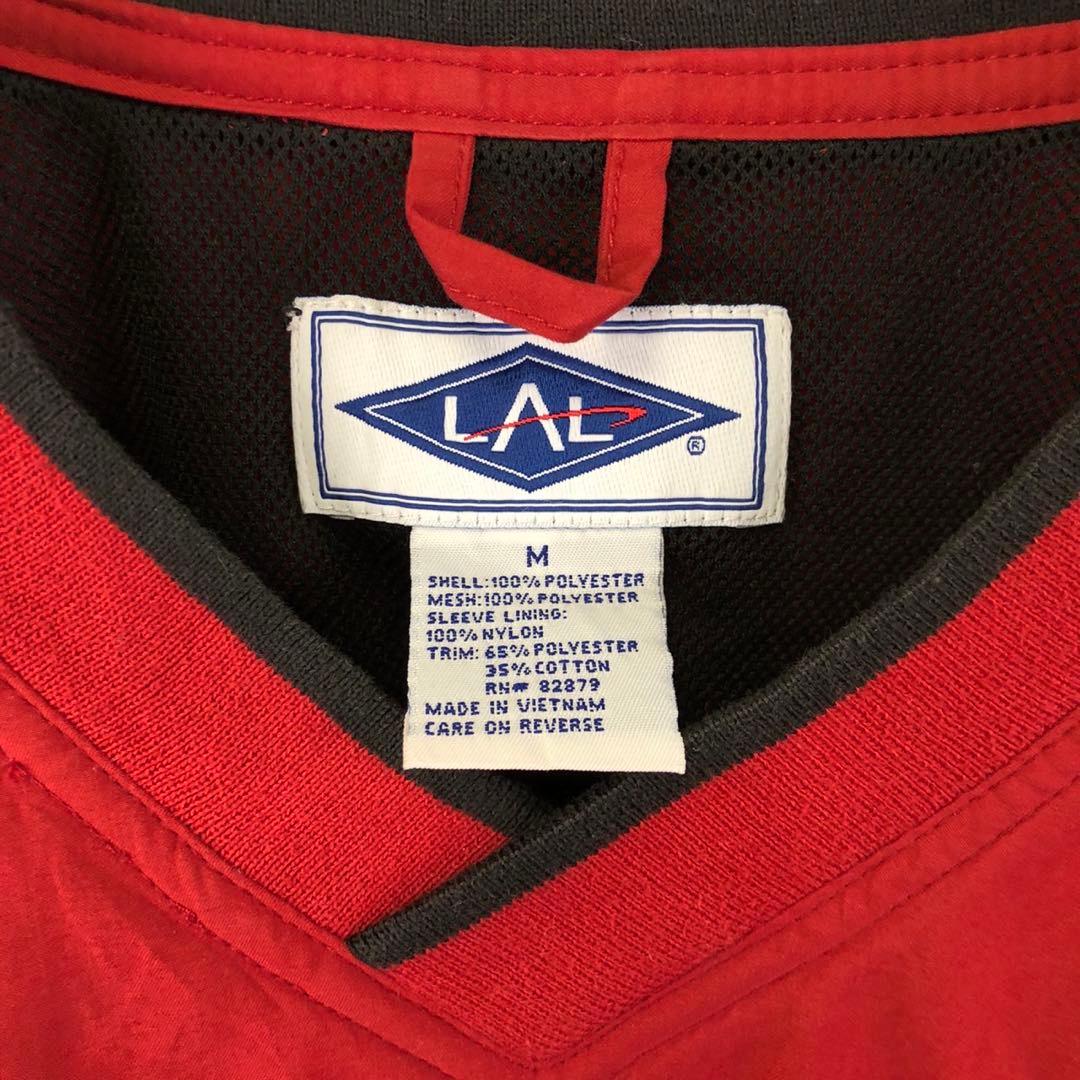 LAL
®
M
SHELL:100% POLYESTER
MESH:100% POLYESTER
SLEEVE LINING:
100% NYLON
TRIM: 65% POLYESTER
35% COTTON
RN# 82879
MADE IN VIETNAM
CARE ON REVERSE